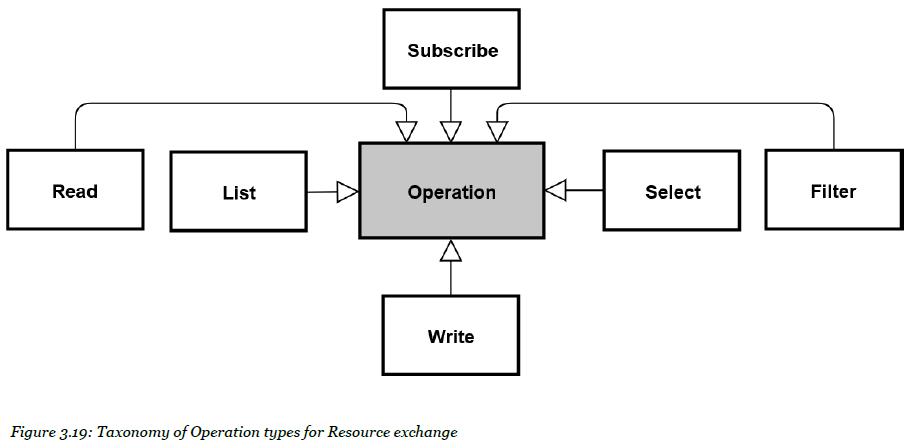 Subscribe
Read
List
Operation
Select
Filter
Write
Figure 3.19: Taxonomy of Operation types for Resource exchange